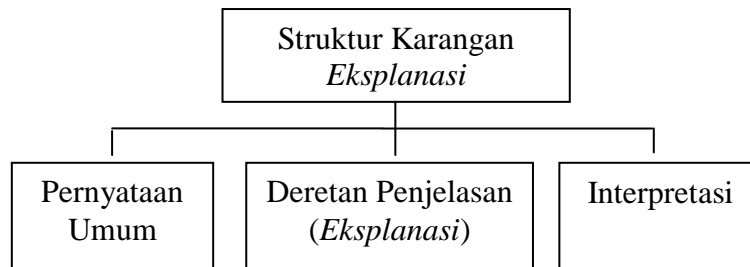 Struktur Karangan
Eksplanasi
Pernyataan
Umum
Deretan Penjelasan
(Eksplanasi)
Interpretasi